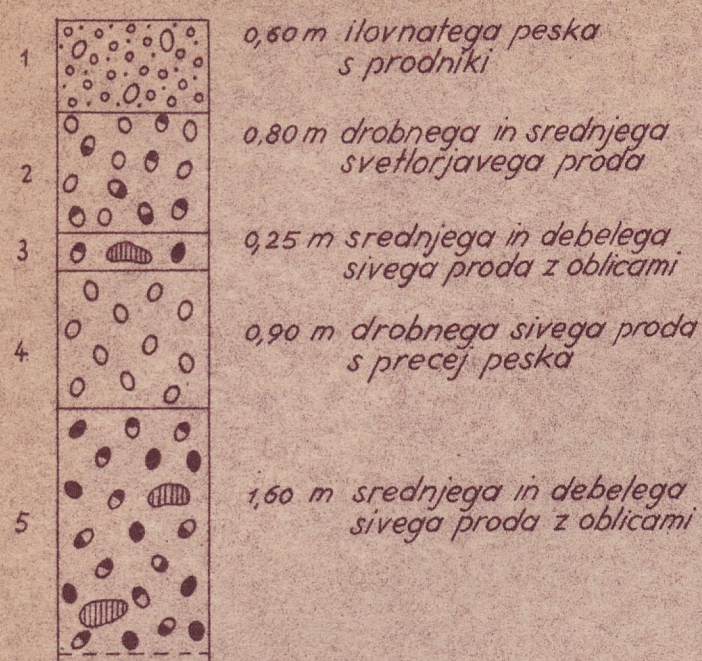 1
0,60 m ilovnatega peska
s prodniki
2
0,80 m drobnega in srednjega
svetlorjavega proda
3
0,25 m srednjega in debelega
sivega proda z oblicami
4
0,90 m drobnega sivega proda
s precej peska
5
1,60 m srednjega in debelega
sivega proda z oblicami